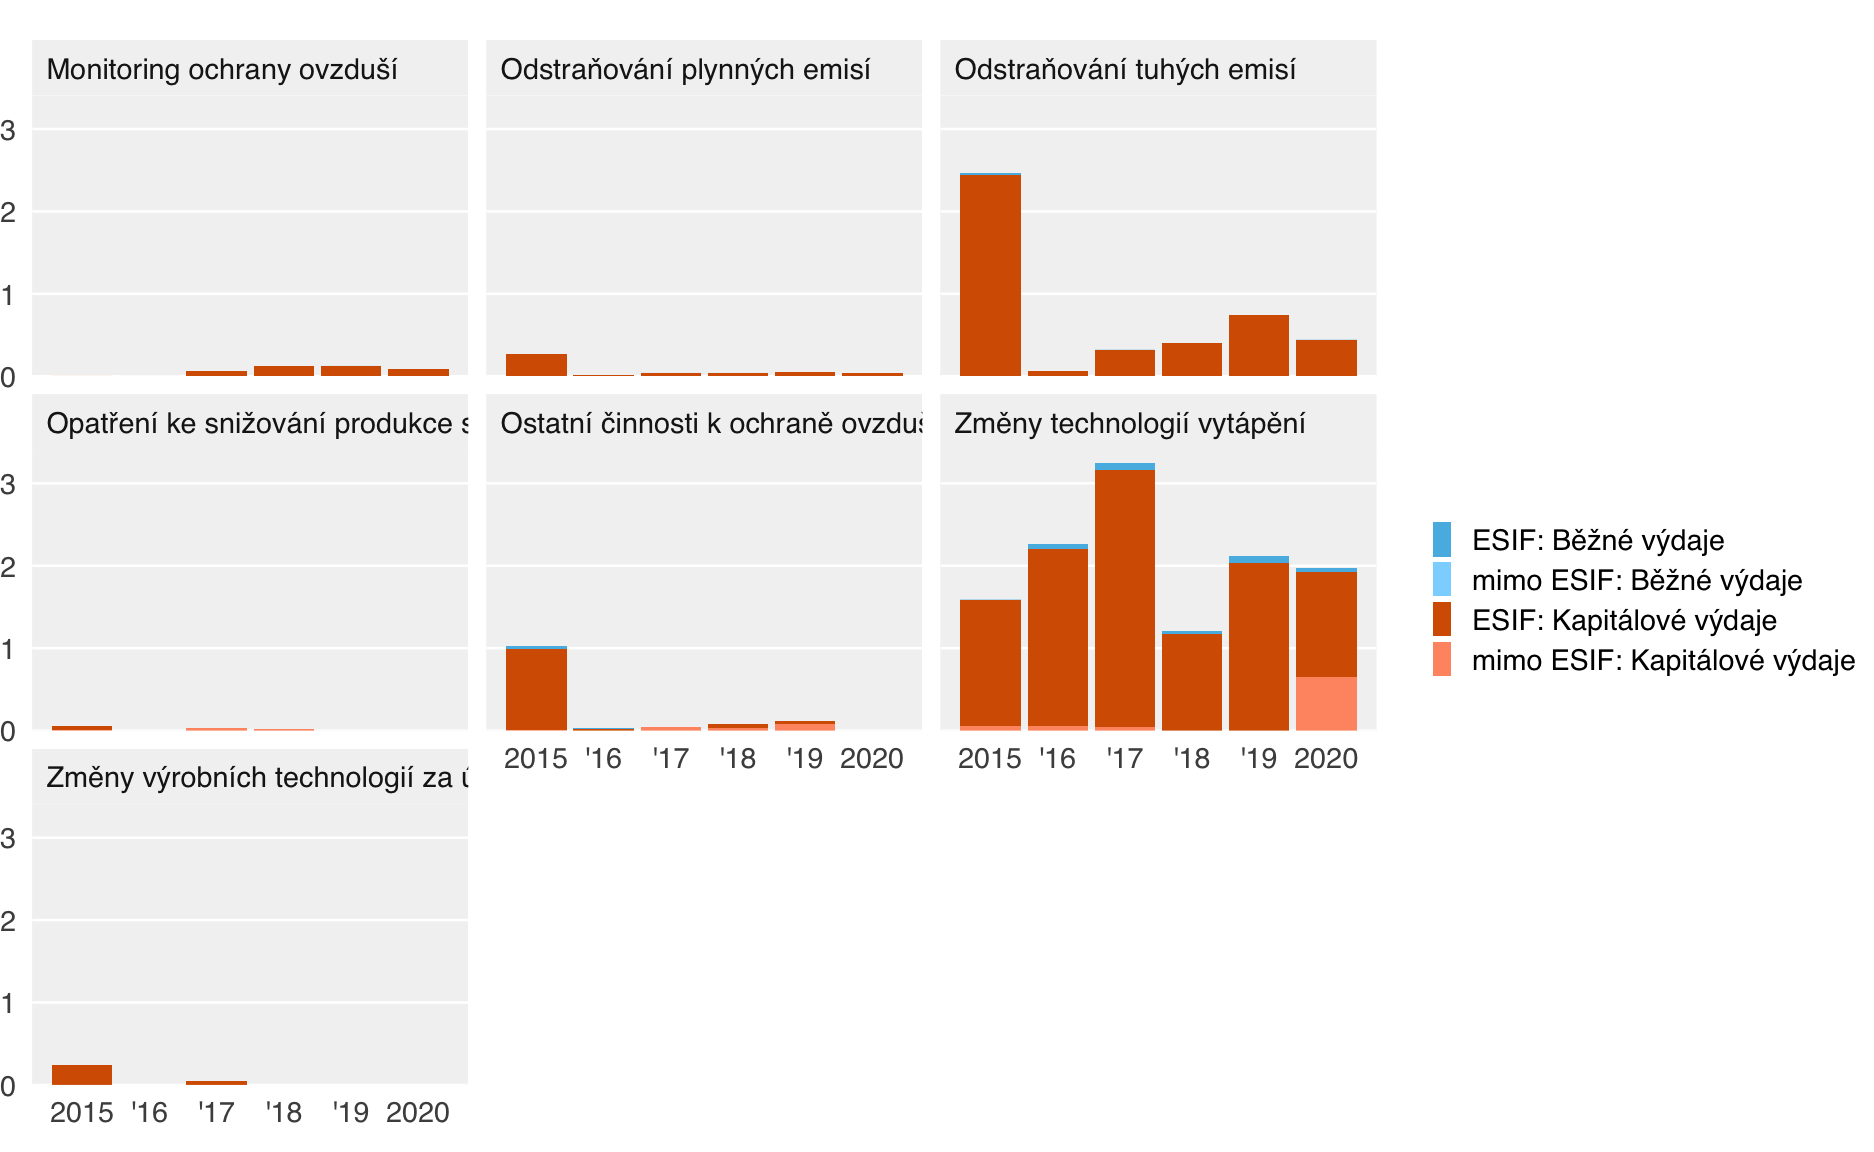 Monitoring ochrany ovzduší
Odstraňování plynných emisí
Odstraňování tuhých emisí
3
2
1
0
Opatření ke snižování produkce
Ostatní činnosti k ochraně ovzduš
Změny technologií vytápění
3
2
1
0
2015 '16 '17 '18 '19 2020
2015 '16 '17 '18 '19 2020
Změny výrobních technologií za
3
2
1
0
2015 '16 '17 '18 '19 2020
ESIF: Běžné výdaje
mimo ESIF: Běžné výdaje
ESIF: Kapitálové výdaje
mimo ESIF: Kapitálové výdaje